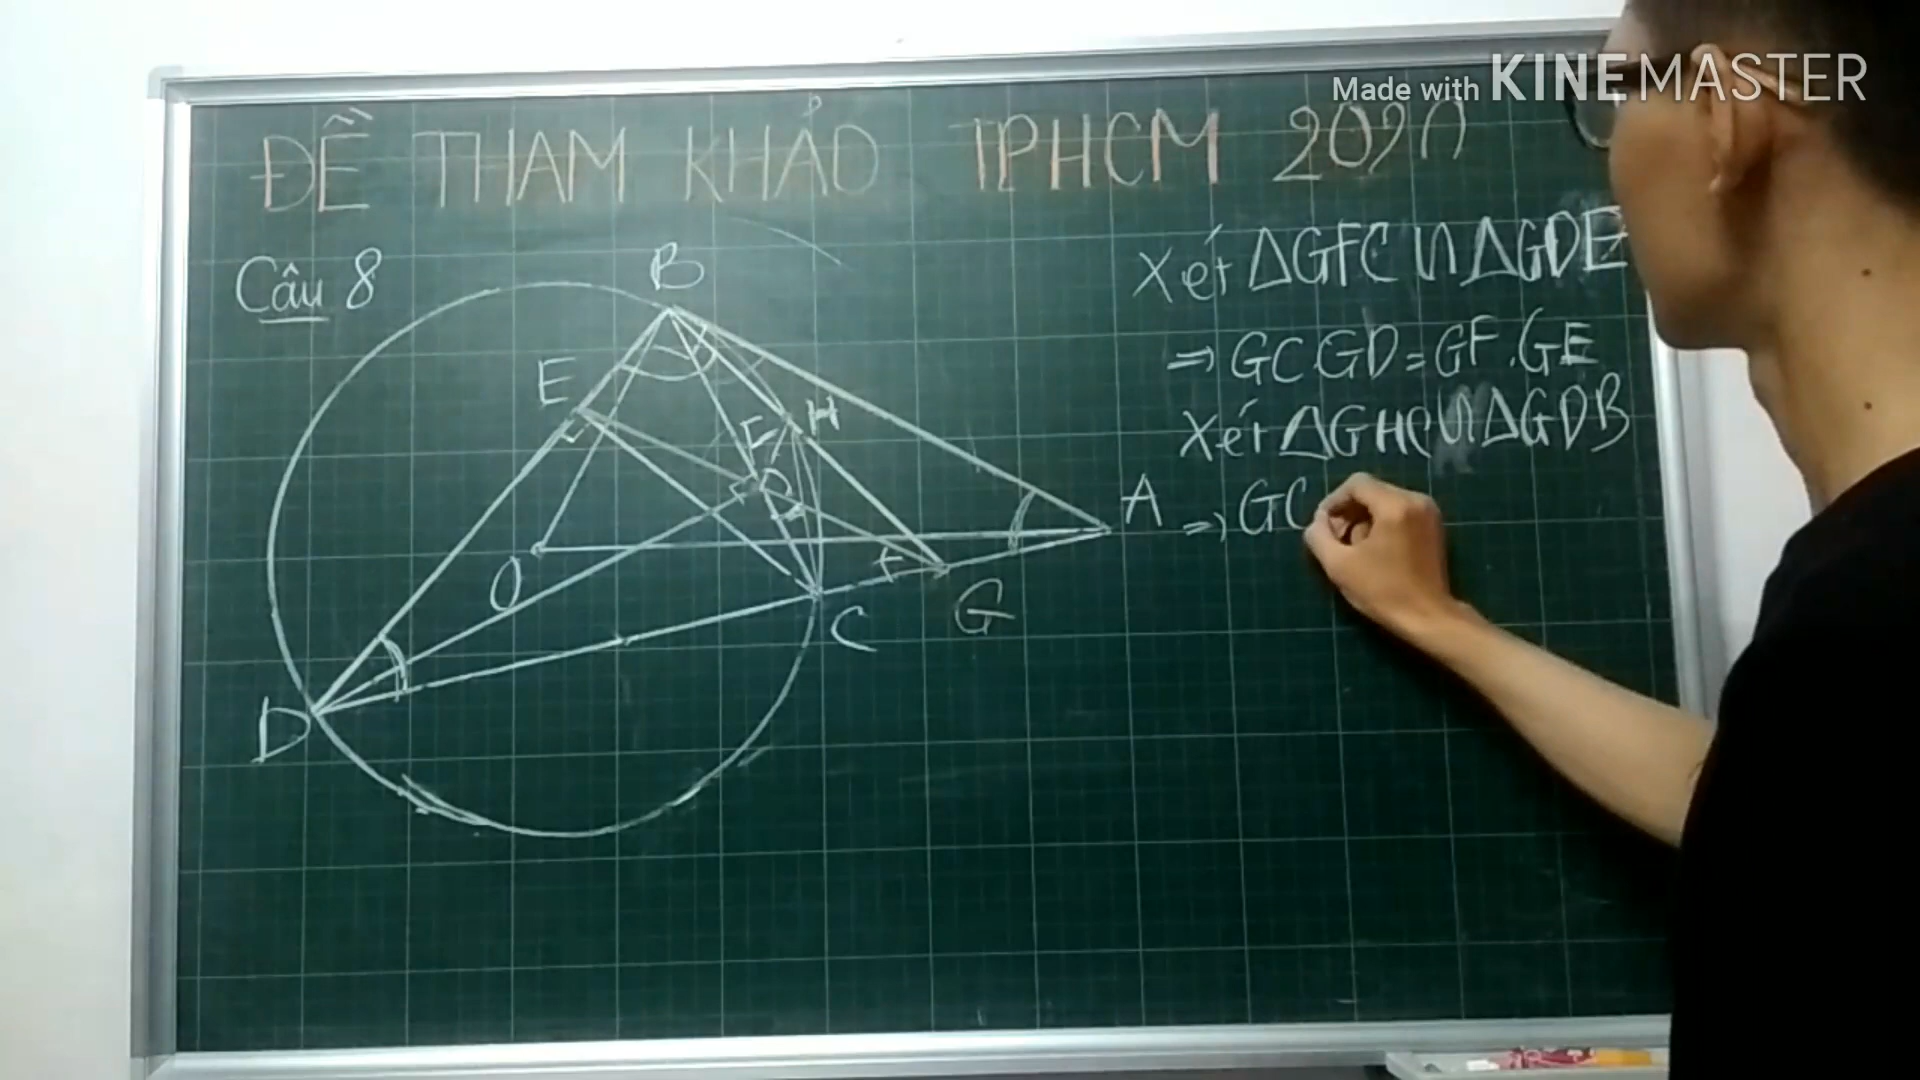 Made with KINEMASTER
ĐỀ THAM KHẢO TPHCM 2020
Câu 8
B
E
H
F
A
O
C
G
D
Xét ΔGFC ∽ ΔGDE
⇒ GC.GD = GF.GE
Xét ΔGHC ∽ ΔGDB
⇒ GC